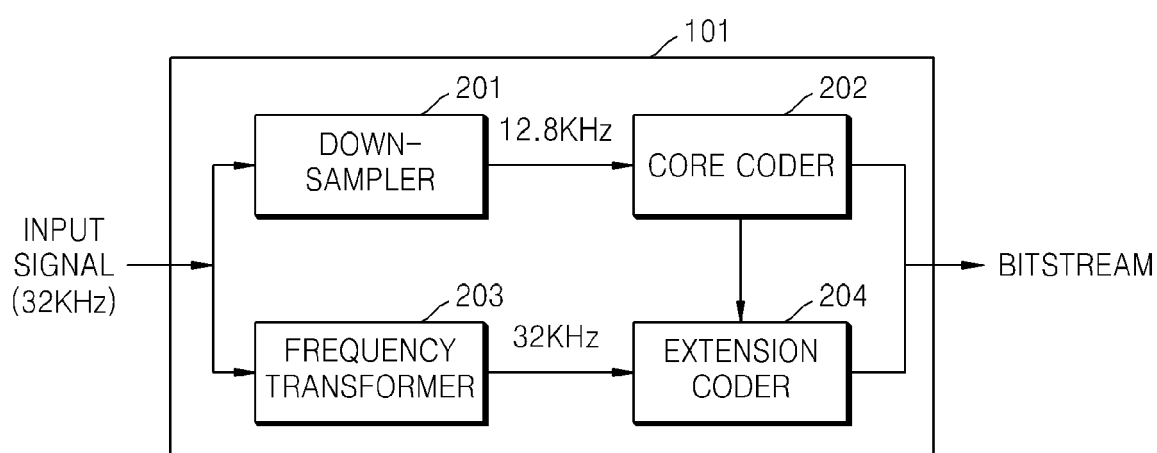 101
201
202
DOWN-
SAMPLER
12.8KHz
CORE CODER
INPUT
SIGNAL
(32KHz)
BITSTREAM
203
204
FREQUENCY
TRANSFORMER
32KHz
EXTENSION
CODER